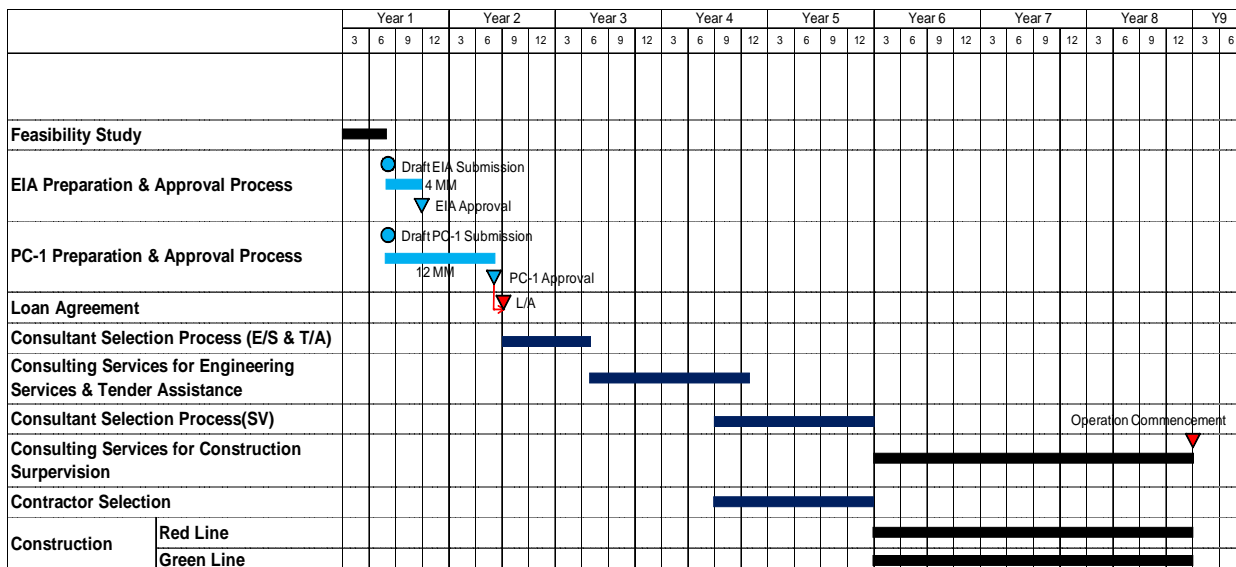 Year 1 Year 2 Year 3 Year 4 Year 5 Year 6 Year 7 Year 8 Y9
3 6 9 12 3 6 9 12 3 6 9 12 3 6 9 12 3 6 9 12 3 6 9 12 3 6 9 12 3 6 9 12 3 6
Feasibility Study
Draft EIA Submission
EIA Preparation & Approval Process
4 MM
EIA Approval
Draft PC-1 Submission
PC-1 Preparation & Approval Process
12 MM
PC-1 Approval
Loan Agreement
L/A
Consultant Selection Process (E/S & T/A)
Consulting Services for Engineering
Services & Tender Assistance
Consultant Selection Process(SV)
Operation Commencement
Consulting Services for Construction
Surpervision
Contractor Selection
Construction
Red Line
Green Line